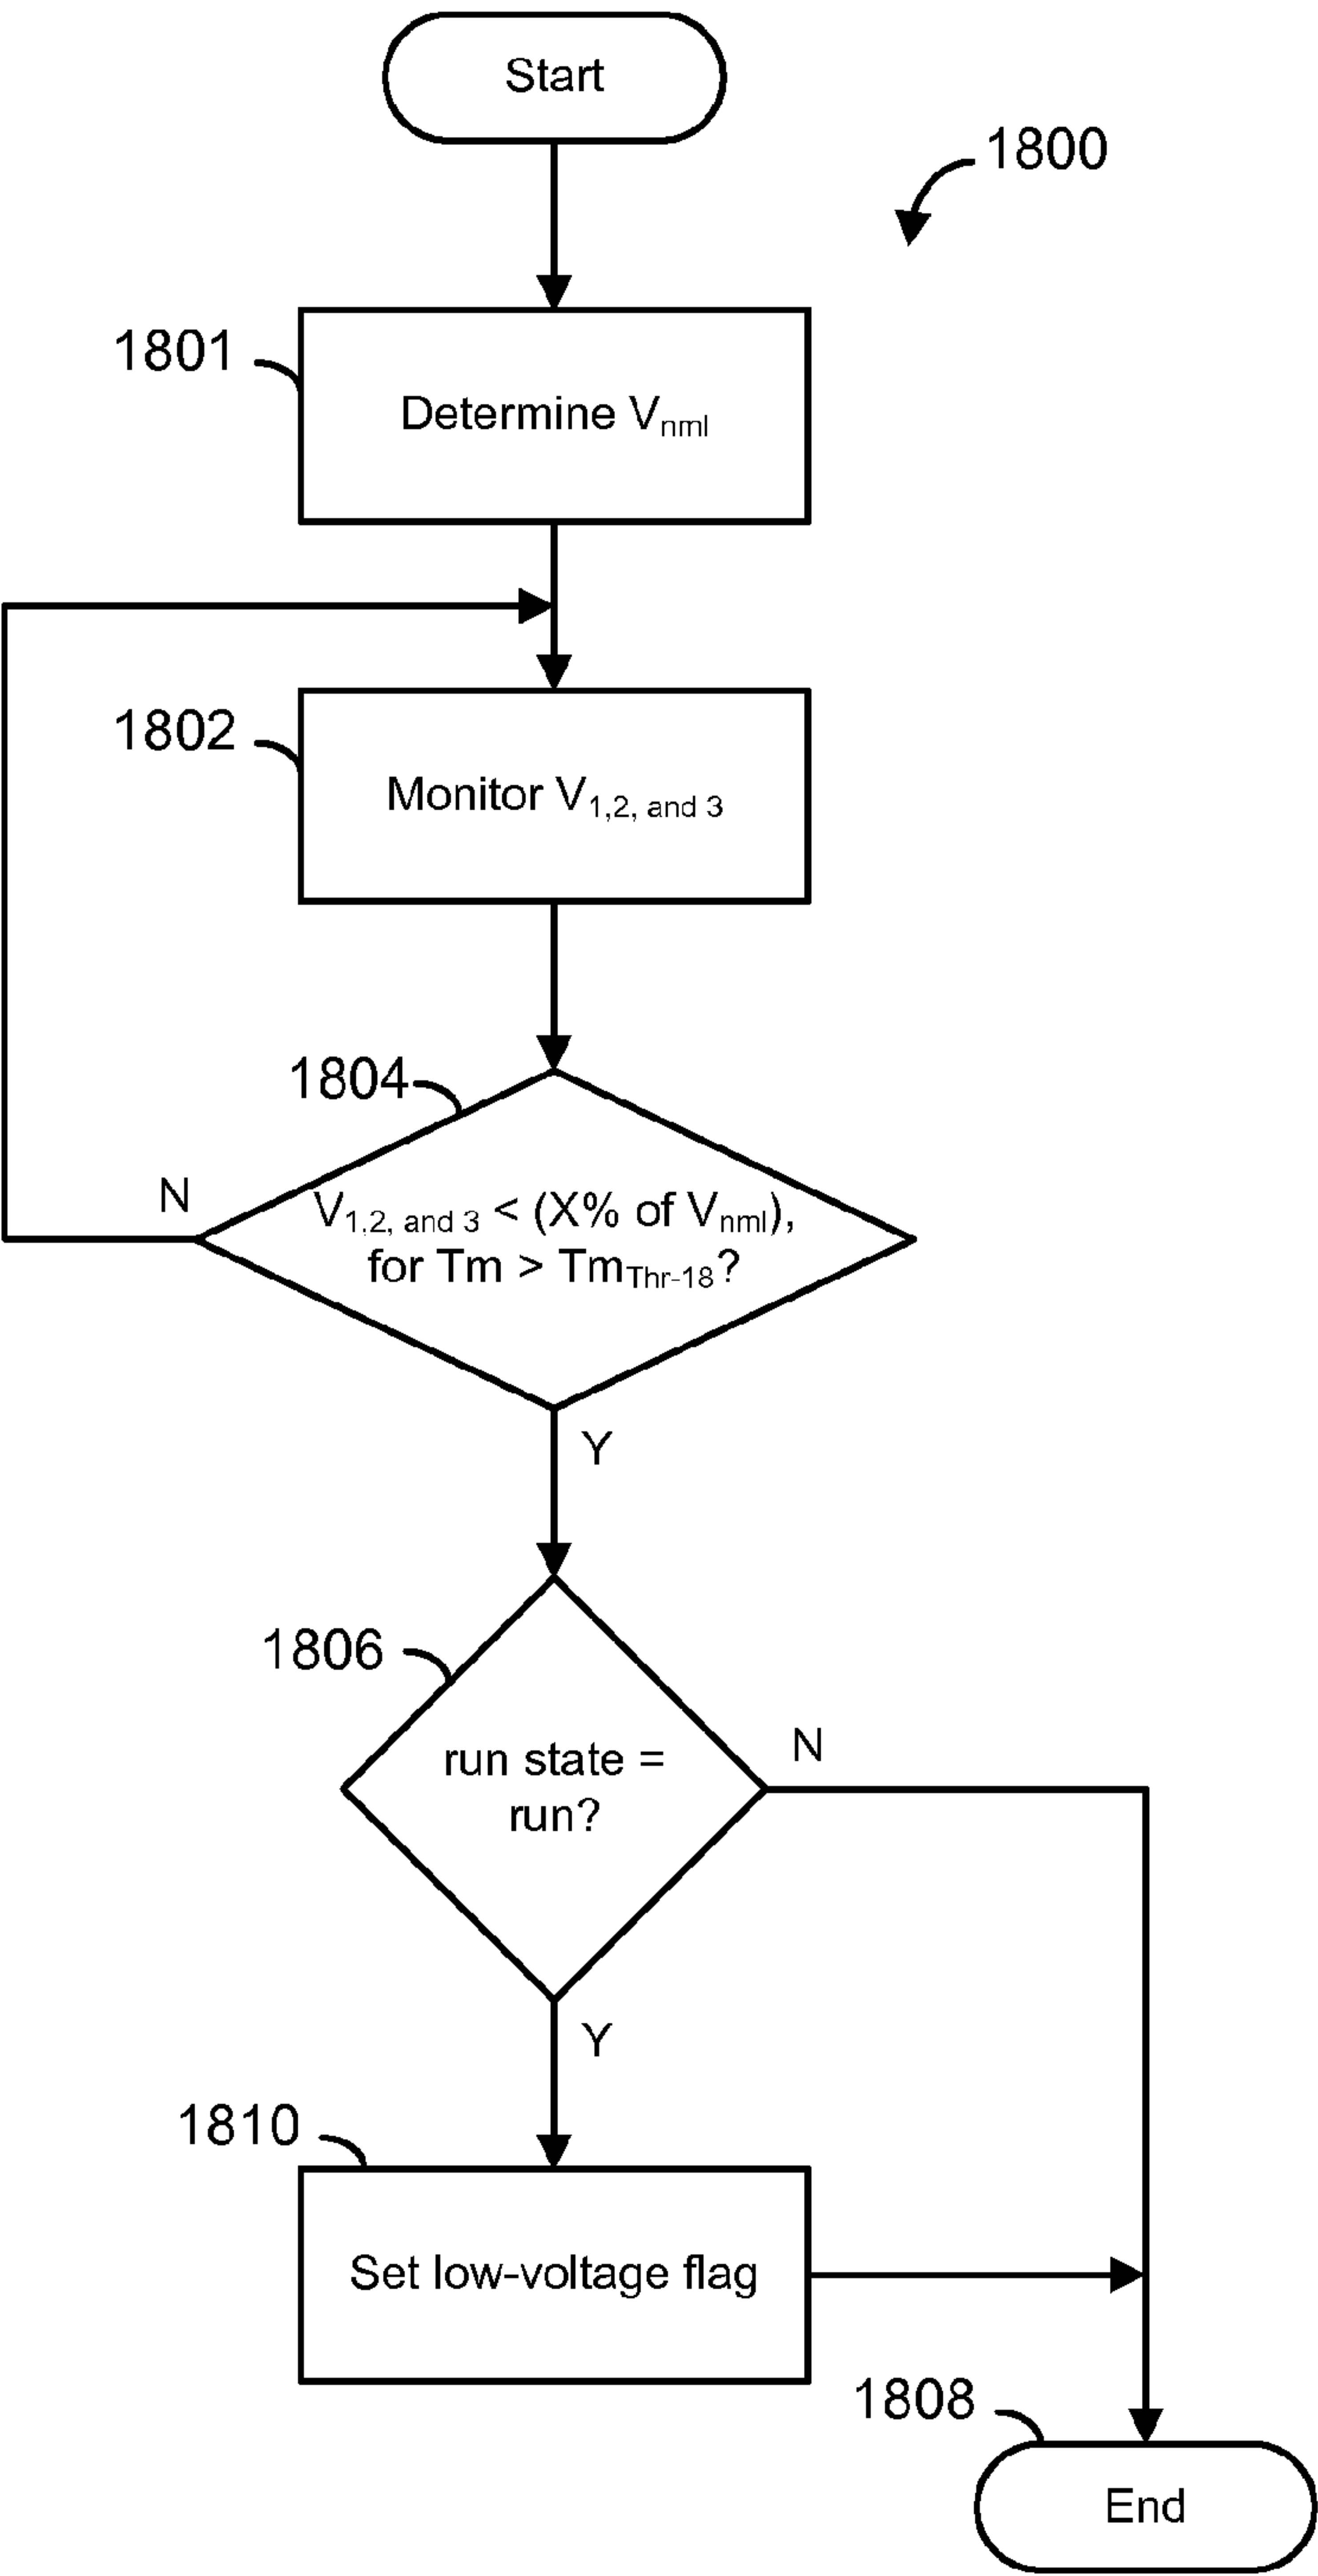 Start
1800
1801
Determine Vnml
1802
Monitor V1,2, and 3
1804
N
V1,2, and 3 < (X% of Vnml),
for Tm > TmThr-18?
Y
1806
N
run state =
run?
Y
1810
Set low-voltage flag
1808
End